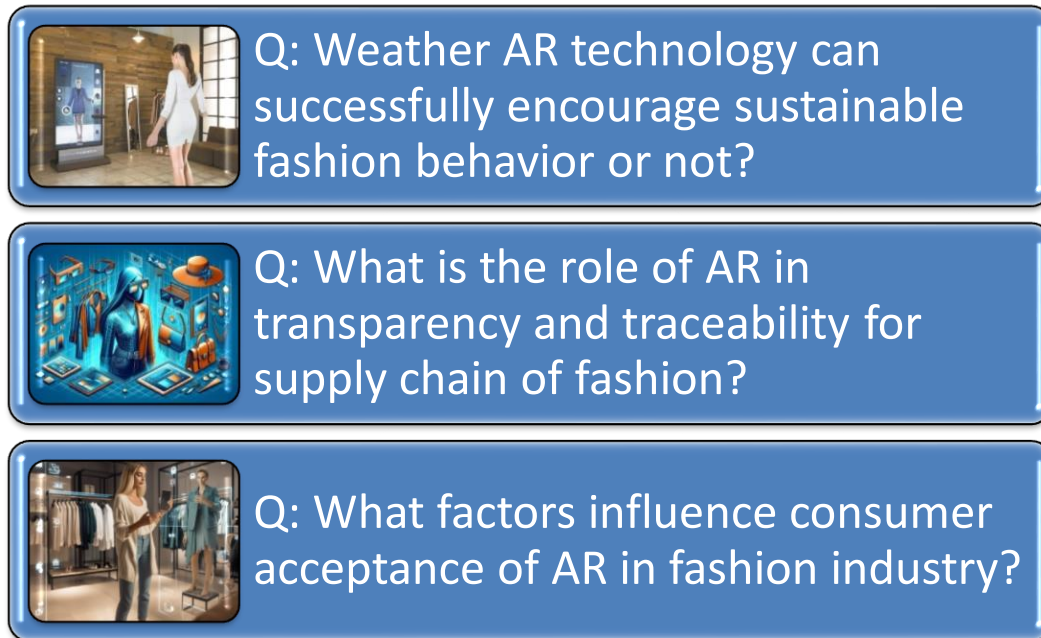 Q: Weather AR technology can
successfully encourage sustainable
fashion behavior or not?
Q: What is the role of AR in
transparency and traceability for
supply chain of fashion?
Q: What factors influence consumer
acceptance of AR in fashion industry?